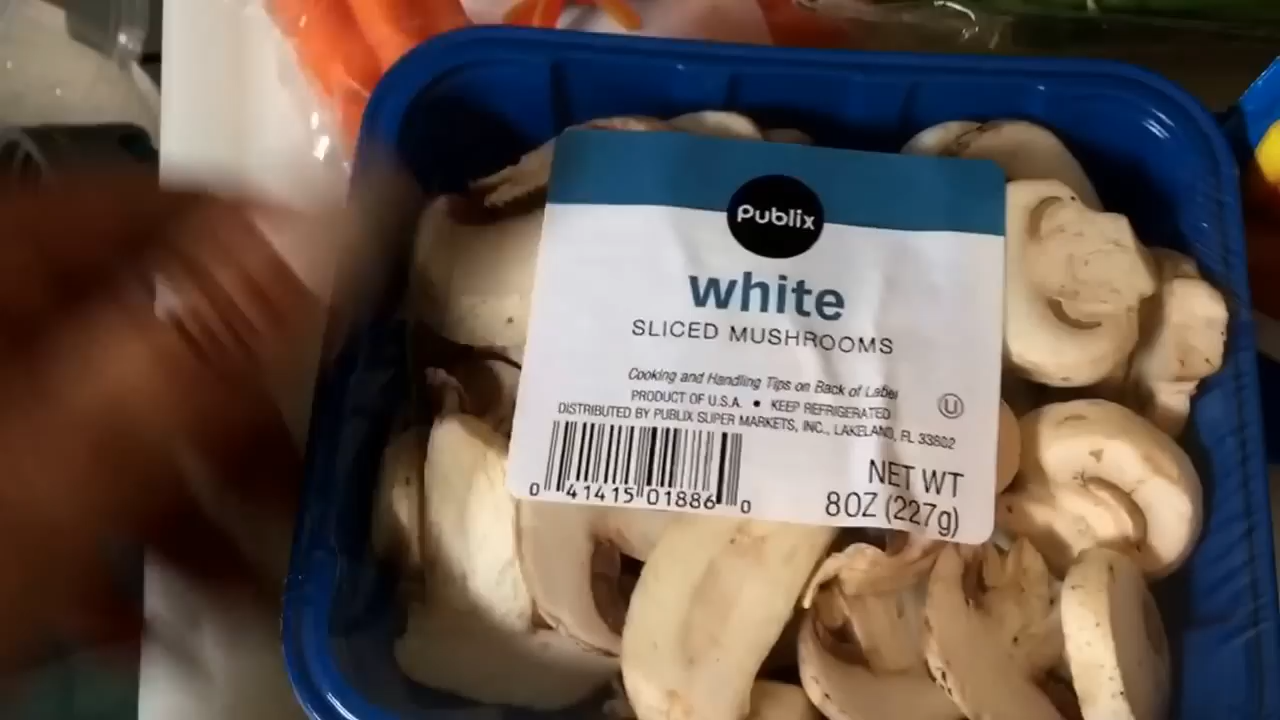 Publix
white
SLICED MUSHROOMS
Cooking and Handling Tips on Back of Label
PRODUCT OF U.S.A. • KEEP REFRIGERATED
U
DISTRIBUTED BY PUBLIX SUPER MARKETS, INC., LAKELAND, FL 33802
NET WT
8OZ (227g)
0 41415 01886 0